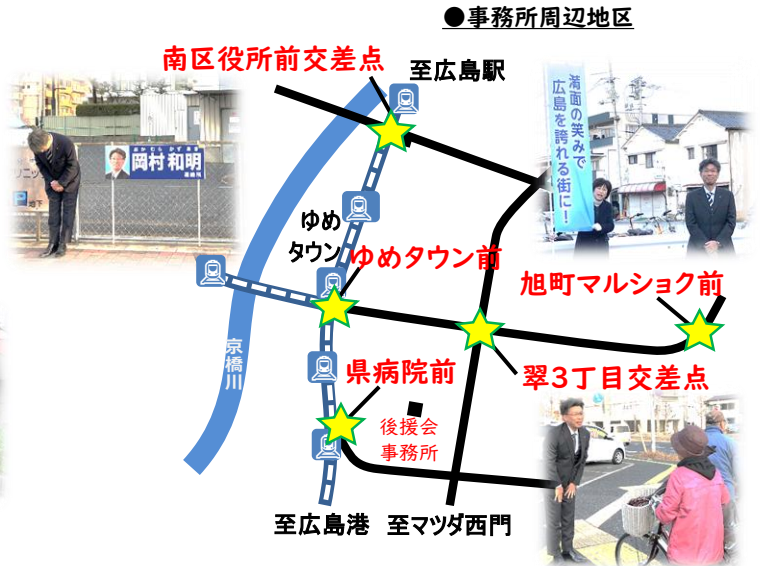 ●事務所周辺地区
南区役所前交差点
至広島駅
岡村 和明
満面の笑みで
広島を誇れる街に!
ゆめ
タウン
ゆめタウン前
旭町マルショク前
京橋川
県病院前
翠3丁目交差点
後援会
事務所
至広島港
至マツダ西門